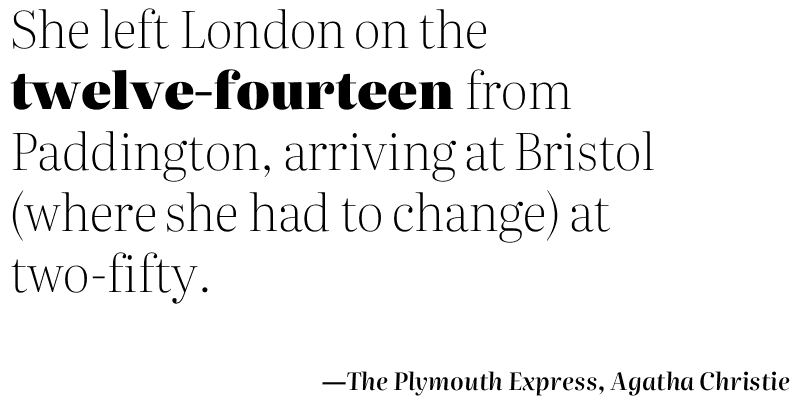 She left London on the
twelve-fourteen from
Paddington, arriving at Bristol
(where she had to change) at
two-fifty.
—The Plymouth Express, Agatha Christie